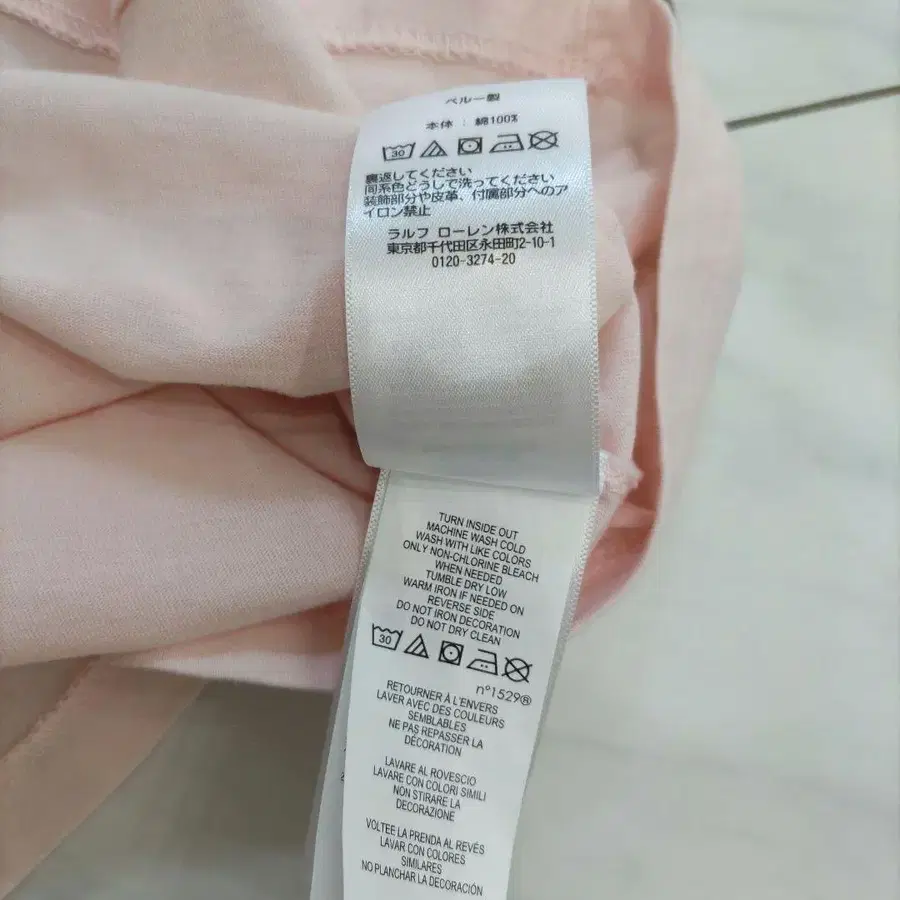 ペルー製
本体 : 綿100%
30
裏返してください
同系色どうしで洗ってください
装飾部分や皮革、付属部分へのア
イロン禁止
ラルフ ローレン株式会社
東京都千代田区永田町2-10-1
0120-3274-20
TURN INSIDE OUT
MACHINE WASH COLD
WASH WITH LIKE COLORS
ONLY NON-CHLORINE BLEACH
WHEN NEEDED
TUMBLE DRY LOW
WARM IRON IF NEEDED ON
REVERSE SIDE
DO NOT IRON DECORATION
DO NOT DRY CLEAN
30
n°1529®
RETOURNER À L'ENVERS
LAVER AVEC DES COULEURS
SEMBLABLES
NE PAS REPASSER LA
DÉCORATION
LAVARE AL ROVESCIO
LAVARE CON COLORI SIMILI
NON STIRARE LA
DECORAZIONE
VOLTEE LA PRENDA AL REVÉS
LAVAR CON COLORES
SIMILARES
NO PLANCHAR LA DECORACIÓN